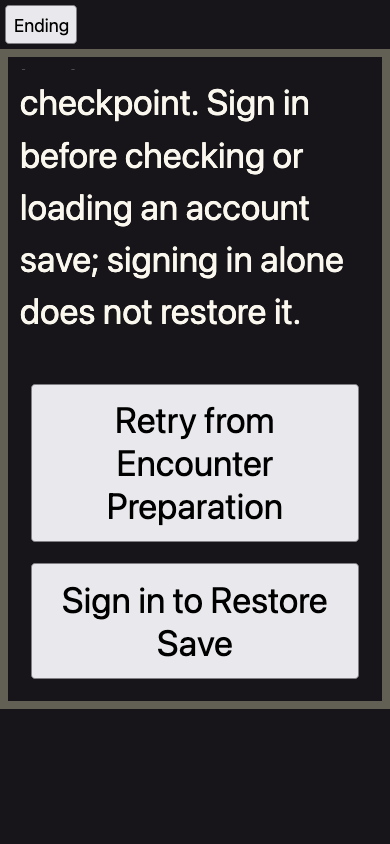 Ending
checkpoint. Sign in
before checking or
loading an account
save; signing in alone
does not restore it.
Retry from
Encounter
Preparation
Sign in to Restore
Save